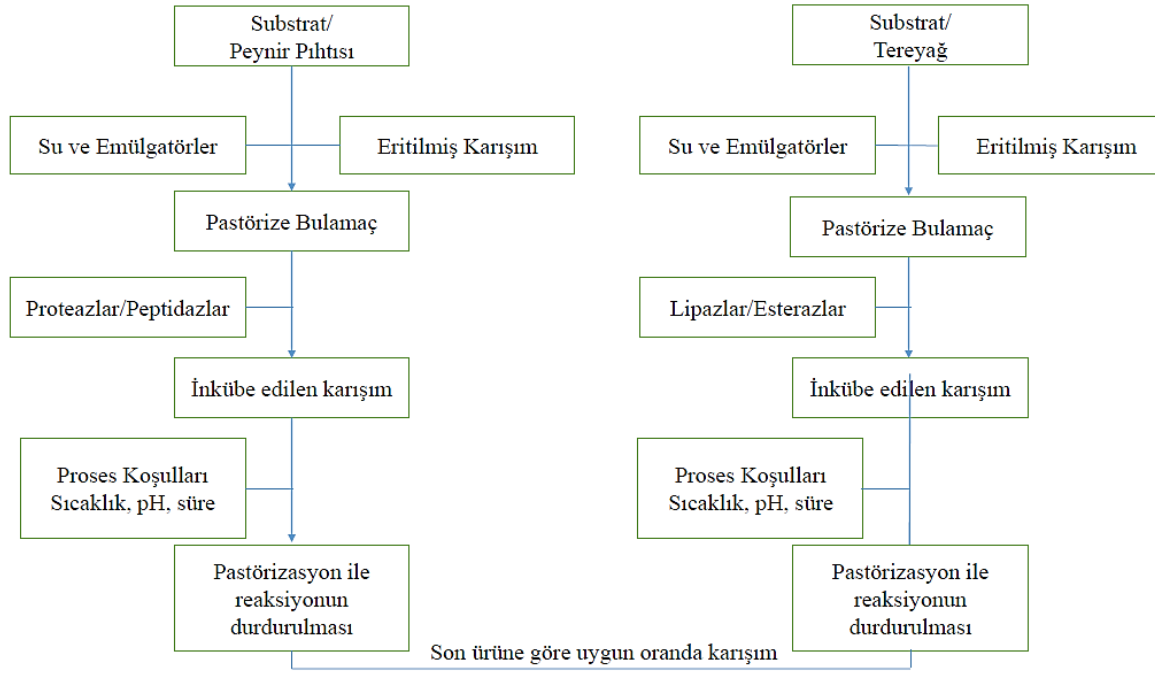 Substrat/
Peynir Pıhtısı
Su ve Emülgatörler
Eritilmiş Karışım
Pastörize Bulamaç
Proteazlar/Peptidazlar
İnkübe edilen karışım
Proses Koşulları
Sıcaklık, pH, süre
Pastörizasyon ile
reaksiyonun
durdurulması
Substrat/
Tereyağ
Su ve Emülgatörler
Eritilmiş Karışım
Pastörize Bulamaç
Lipazlar/Esterazlar
İnkübe edilen karışım
Proses Koşulları
Sıcaklık, pH, süre
Pastörizasyon ile
reaksiyonun
durdurulması
Son ürüne göre uygun oranda karışım